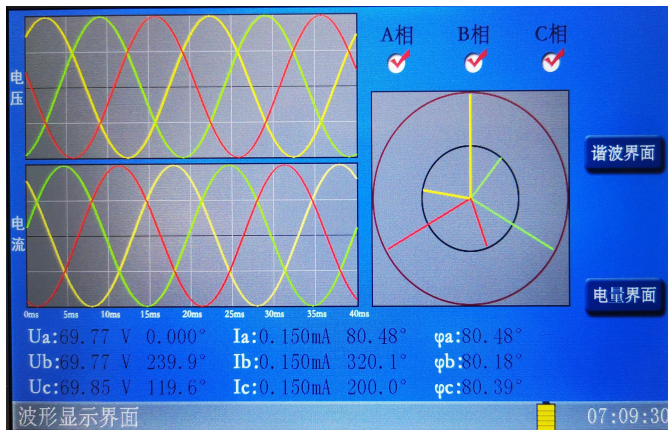 A相 B相 C相
电压
谐波界面
电流
电量界面
0ms 5ms 10ms 15ms 20ms 25ms 30ms 35ms 40ms
Ua:69.77 V 0.000° Ia:0.150mA 80.48° φa:80.48°
Ub:69.77 V 239.9° Ib:0.150mA 320.1° φb:80.18°
Uc:69.85 V 119.6° Ic:0.150mA 200.0° φc:80.39°
波形显示界面 07:09:30